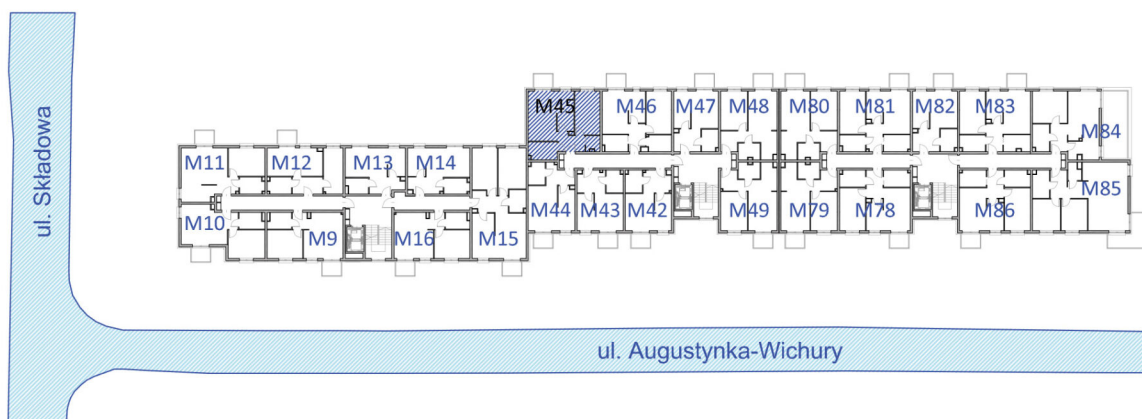 ul. Składowa
M45 M46 M47 M48 M80 M81 M82 M83 M84
M11 M12 M13 M14
M85
M10 M9 M16 M15 M44 M43 M42 M49 M79 M78 M86
ul. Augustynka-Wichury